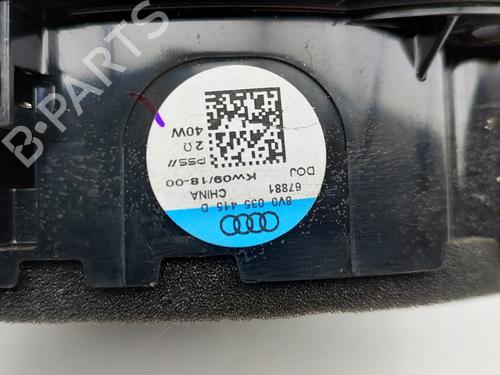 8V0 035 415 D
CHINA 67881
KW09/18-00 DOJ
PSS//
2Ω
40W
B-PARTS